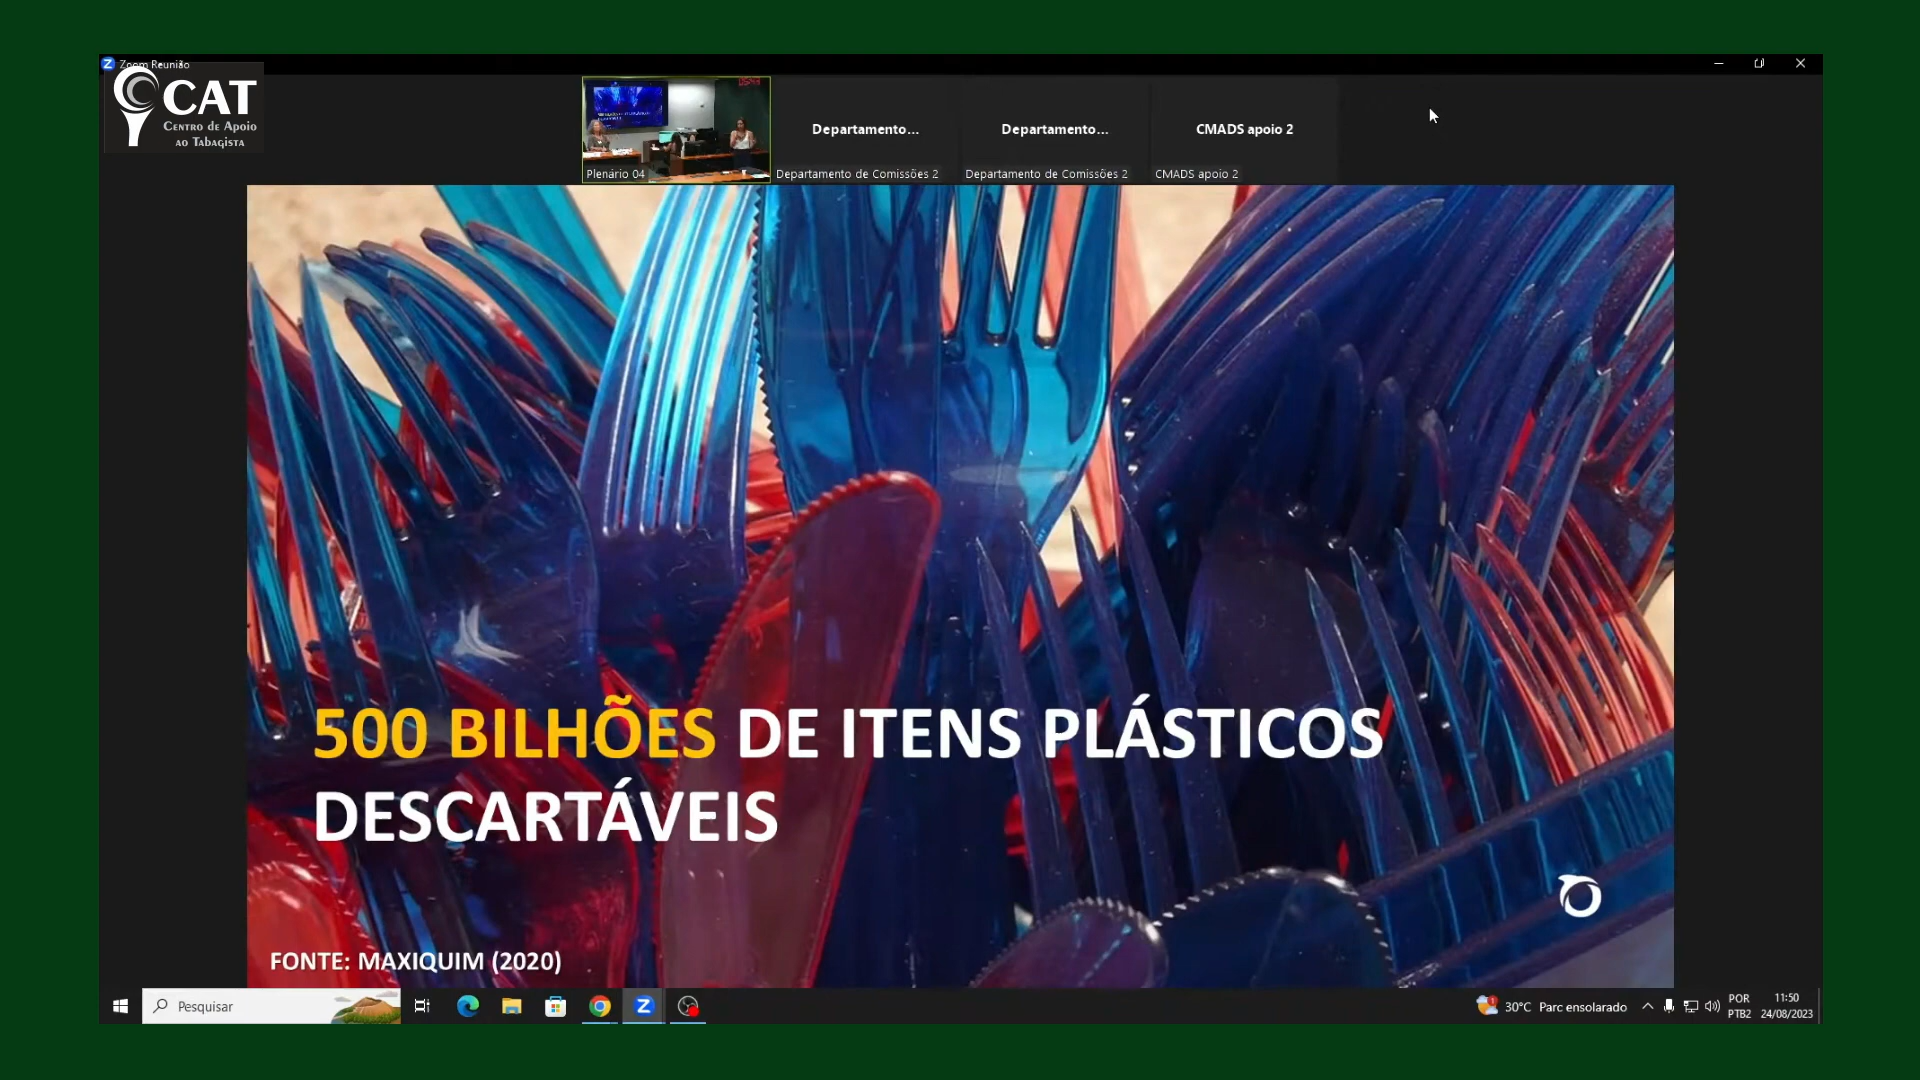 Zoom Reunião
CAT
CENTRO DE APOIO
AO TABAGISTA
Plenário 04
Departamento...
Departamento de Comissões 2
Departamento...
Departamento de Comissões 2
CMADS apoio 2
CMADS apoio 2
500 BILHÕES DE ITENS PLÁSTICOS
DESCARTÁVEIS
FONTE: MAXIQUIM (2020)
Pesquisar
30°C Parc ensolarado
POR
PTB2
11:50
24/08/2023